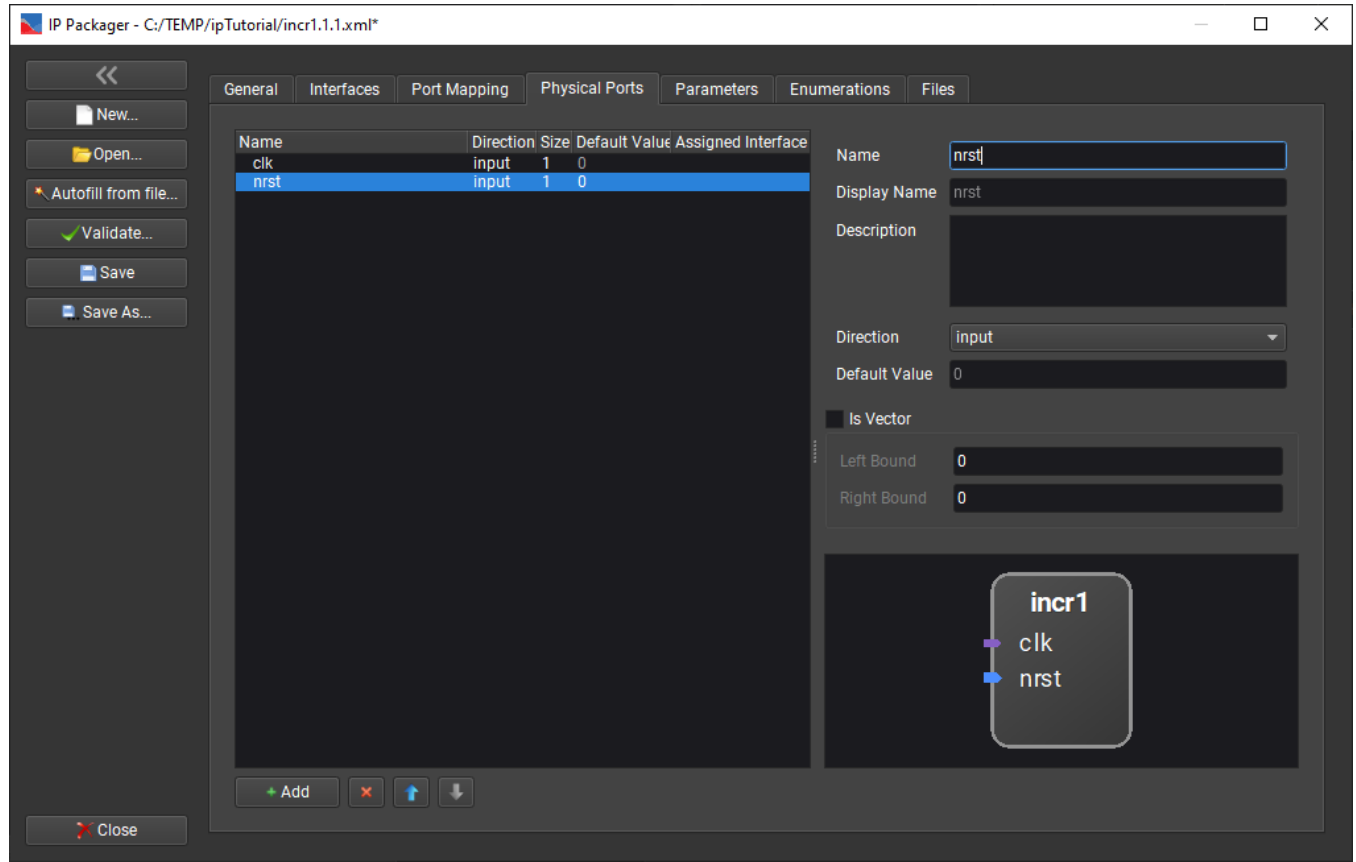 IP Packager - C:/TEMP/ipTutorial/incr1.1.1.xml*
New...
Open...
Autofill from file...
Validate...
Save
Save As...
Close
General Interfaces Port Mapping Physical Ports Parameters Enumerations Files
Name Direction Size Default Value Assigned Interface
clk input 1 0
nrst input 1 0
+ Add
Name nrst
Display Name nrst
Description
Direction input
Default Value 0
Is Vector
Left Bound 0
Right Bound 0
incr1
clk
nrst